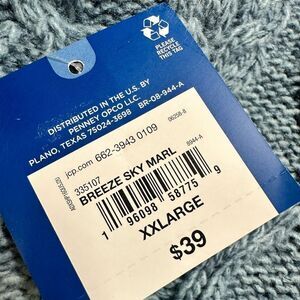 PLEASE
RECYCLE
THIS TAG
DISTRIBUTED IN THE U.S. BY
PENNEY OPCO LLC.
PLANO, TEXAS 75024-3698 BR-08-944-A
jcp.com 662-3943 0109
335107
BREEZE SKY MARL
1 96098 58775 9
XXLARGE
$39